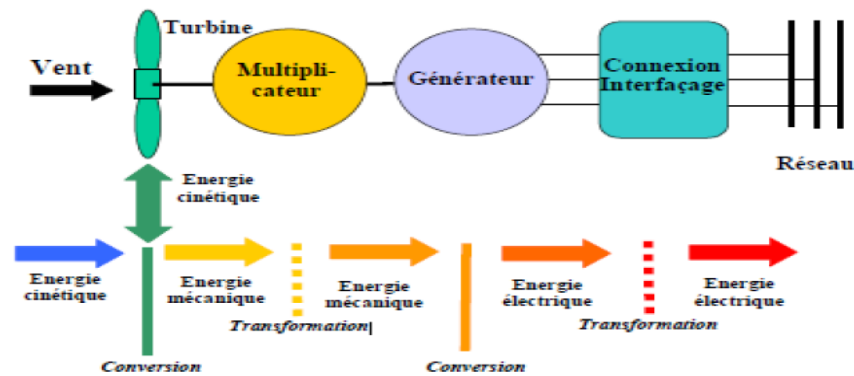 Turbine
Vent
Multipli-
cateur
Générateur
Connexion
Interfaçage
Réseau
Energie
cinétique
Energie
cinétique
Energie
mécanique
Energie
mécanique
Energie
électrique
Energie
électrique
Transformation
Transformation
Conversion
Conversion